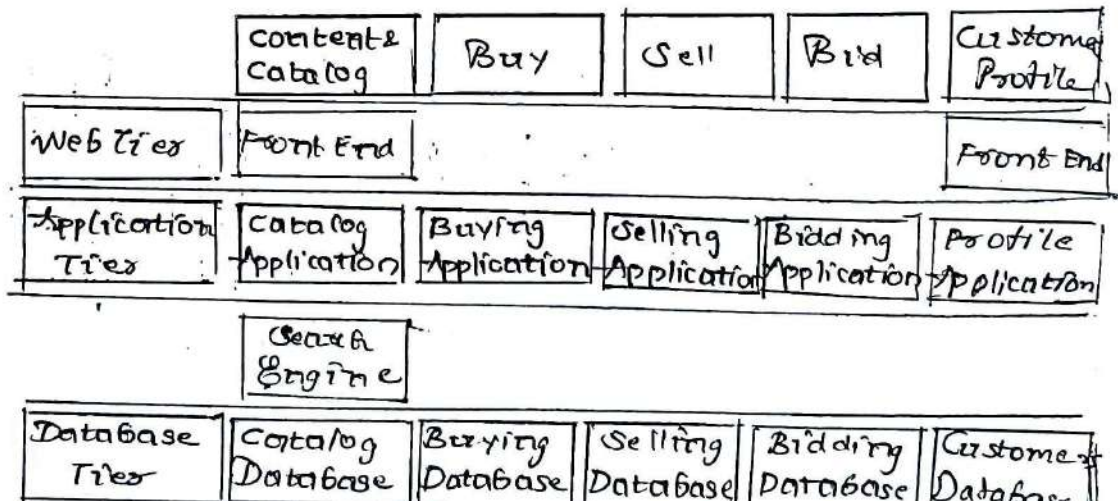 Content & Buy Sell Bid Customer
Catalog Profile
Web Tier Front End Front End
Application Catalog Buying Selling Bidding Profile
Tier Application Application Application Application Application
Search
Engine
Database Catalog Buying Selling Bidding Customer
Tier Database Database Database Database Database